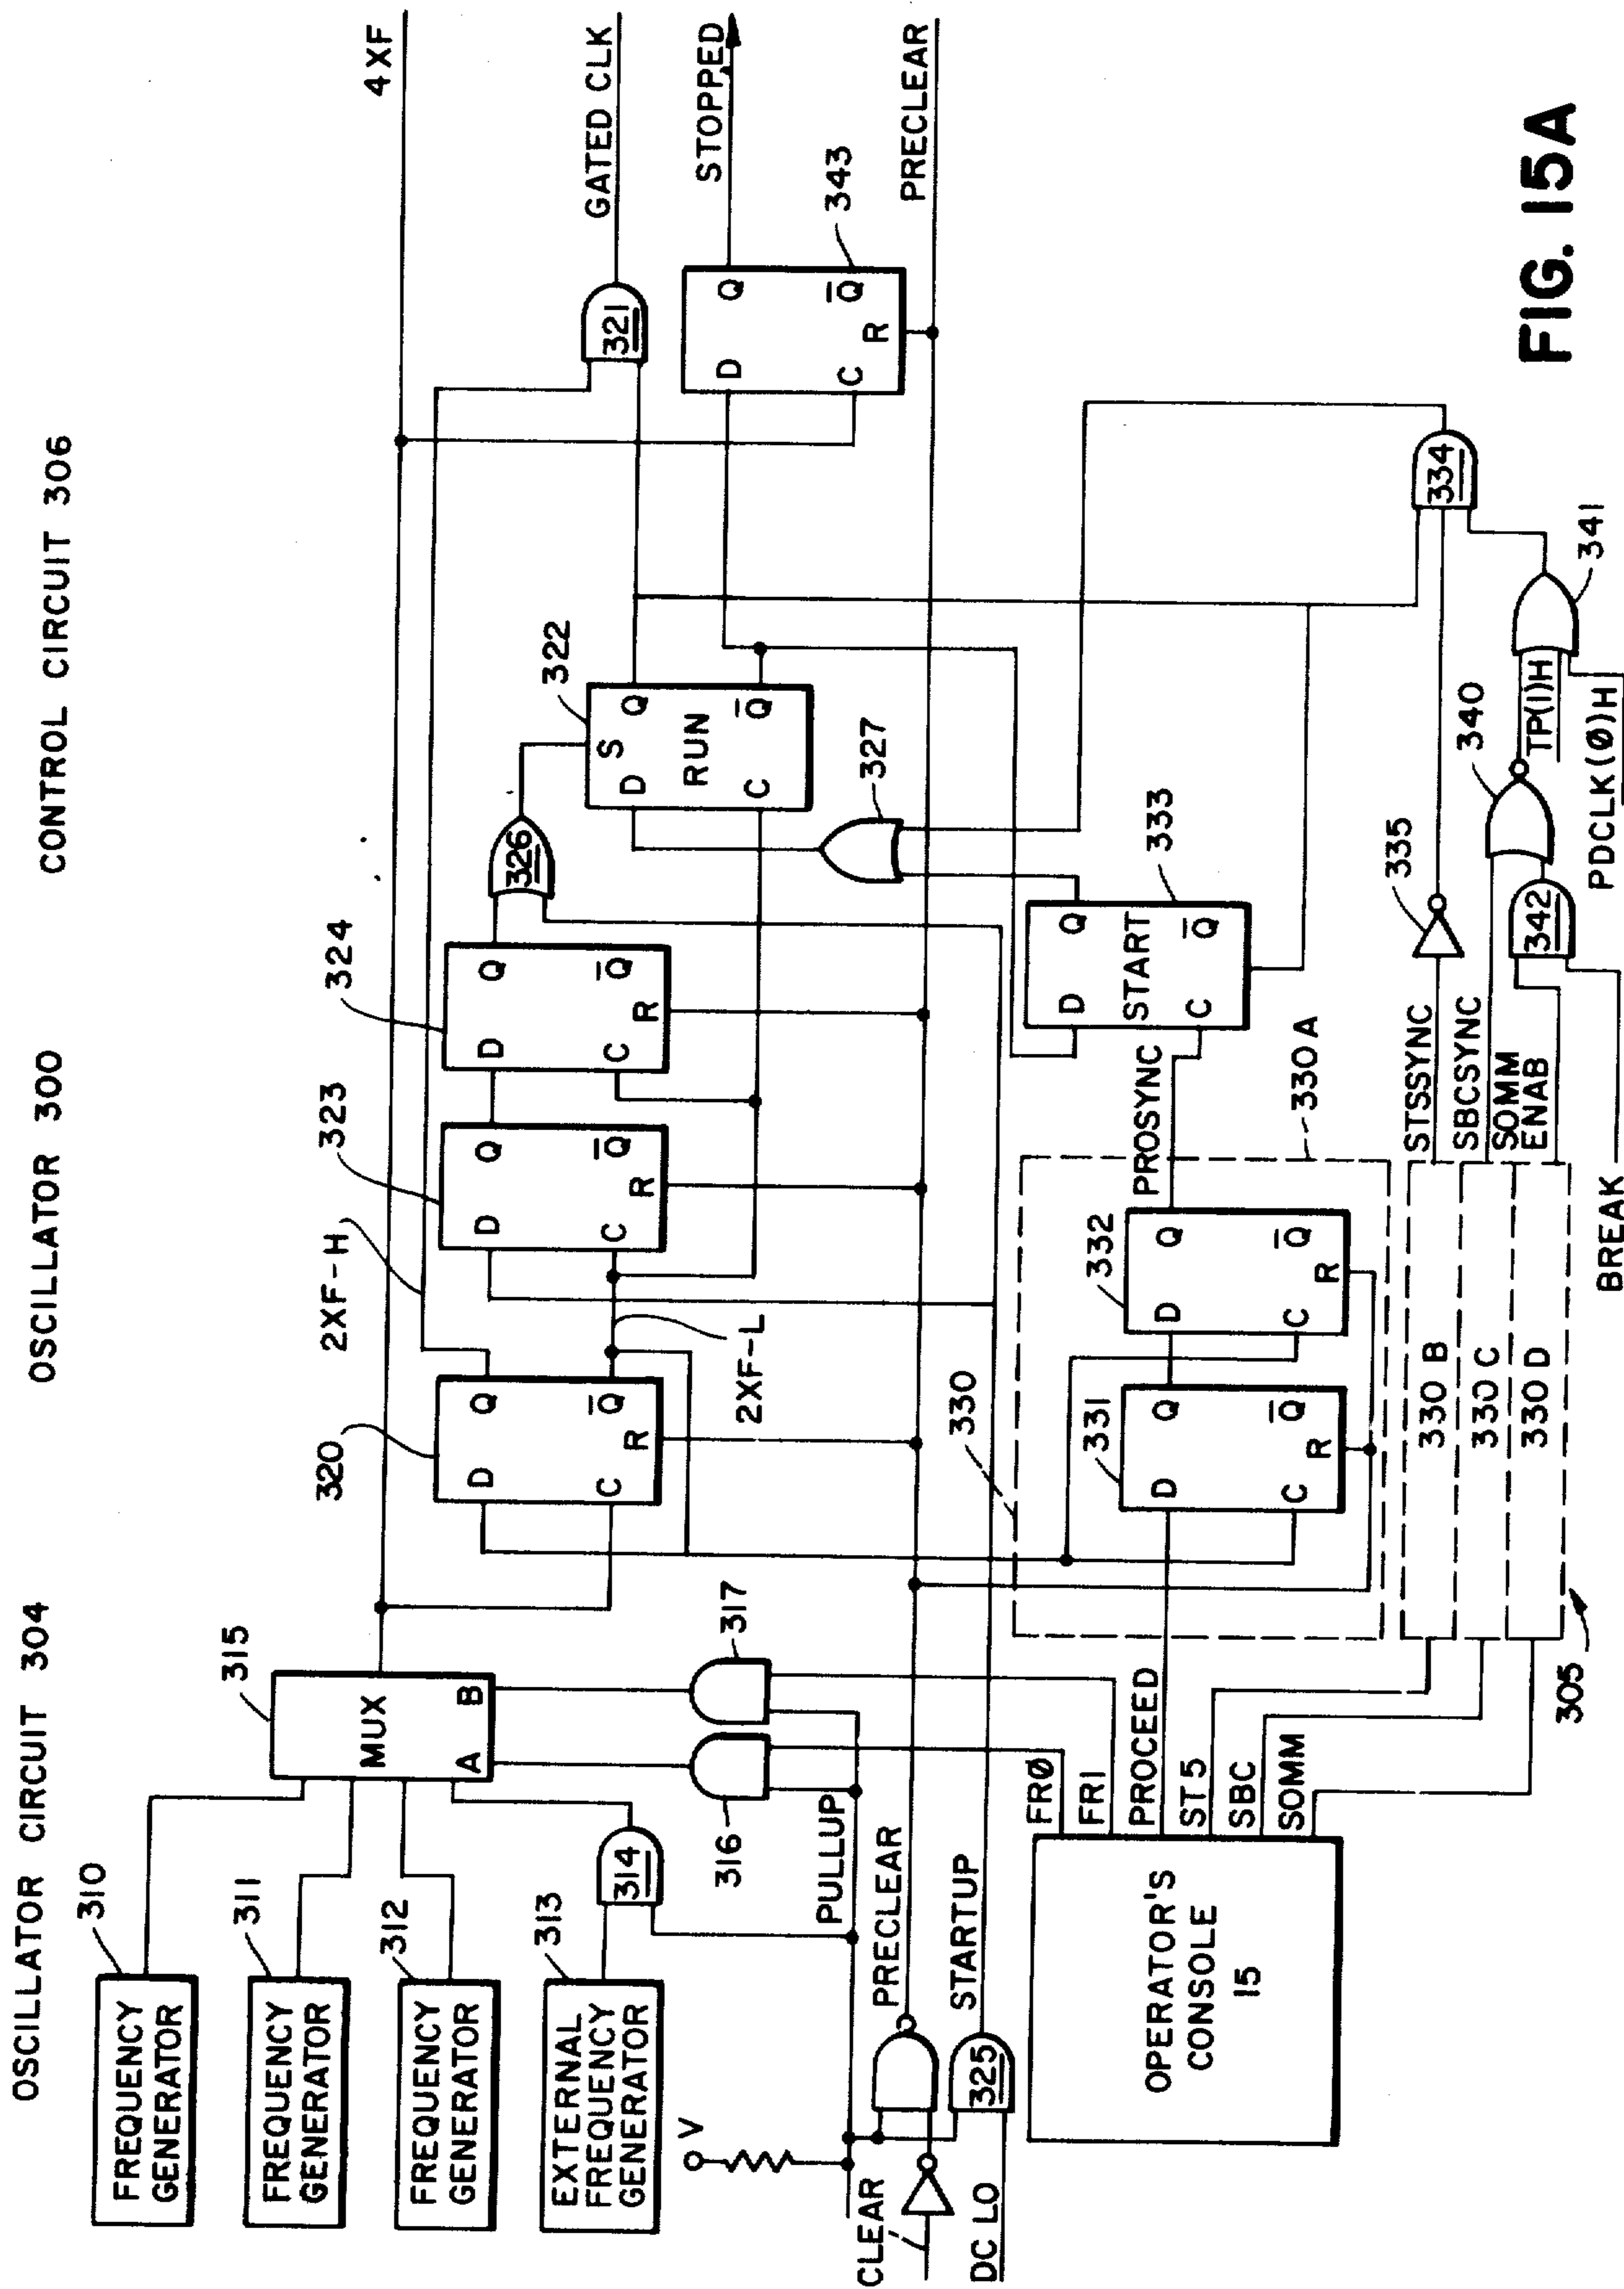 OSCILLATOR CIRCUIT 304
OSCILLATOR 300
CONTROL CIRCUIT 306
310
FREQUENCY
GENERATOR
311
FREQUENCY
GENERATOR
312
FREQUENCY
GENERATOR
313
EXTERNAL
FREQUENCY
GENERATOR
314
315
MUX
A
B
316
317
PULLUP
V
CLEAR
DC LO
325
PRECLEAR
STARTUP
OPERATOR'S
CONSOLE
15
FRØ
FR1
PROCEED
ST5
SBC
SOMM
305
320
D
Q
C
Q̅
R
2XF-H
2XF-L
323
D
Q
C
Q̅
R
324
D
Q
C
Q̅
R
326
322
S
D
Q
RUN
C
Q̅
327
330
330A
331
D
Q
C
Q̅
R
332
D
Q
C
Q̅
R
PROSYNC
333
D
Q
START
C
Q̅
330 B
330 C
330 D
STSSYNC
SBCSYNC
SOMM
ENAB
BREAK
335
342
340
TP(1)H
PDCLK(Ø)H
341
334
321
343
D
Q
C
Q̅
R
4XF
GATED CLK
STOPPED
PRECLEAR
FIG. 15A